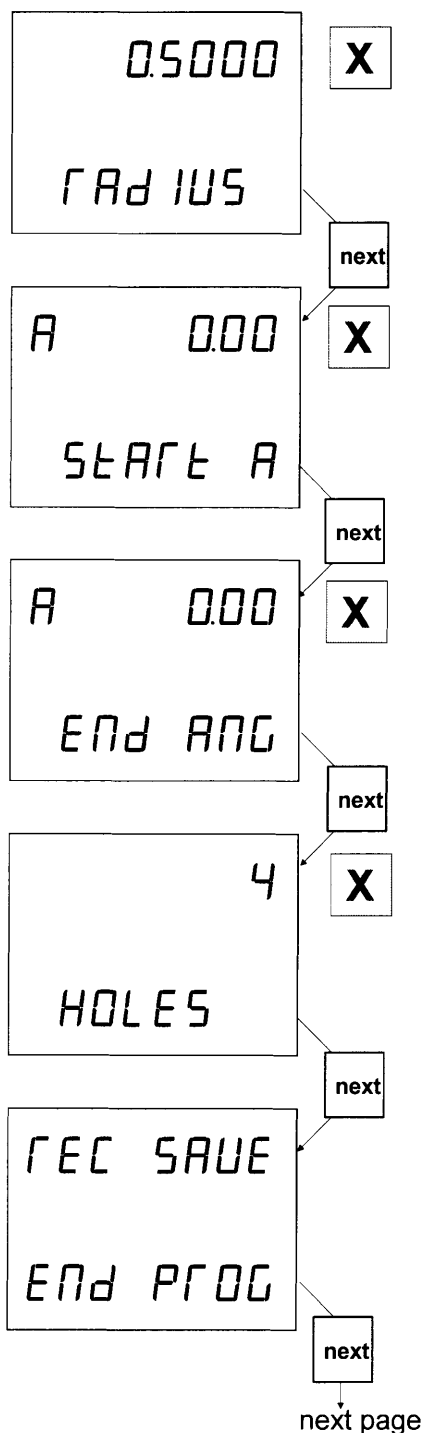 0.5000 X
rAdIUS
next
A 0.00 X
StArt A
next
A 0.00 X
End ANG
next
4 X
HOLES
next
rEC SAVE
End PrOG
next
next page